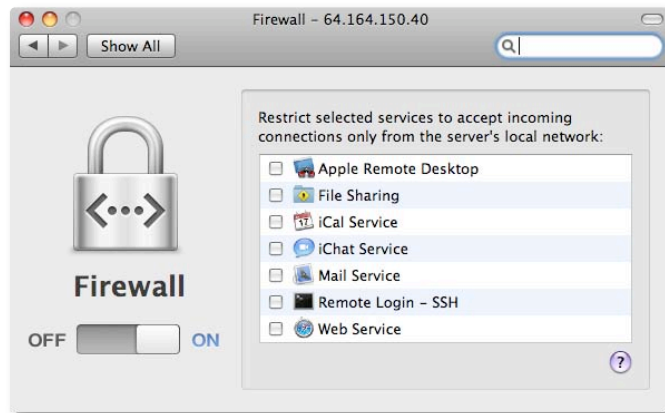 Firewall – 64.164.150.40
Show All
Restrict selected services to accept incoming
connections only from the server's local network:
Apple Remote Desktop
File Sharing
17 iCal Service
iChat Service
Mail Service
Remote Login – SSH
Web Service
Firewall
OFF ON
?